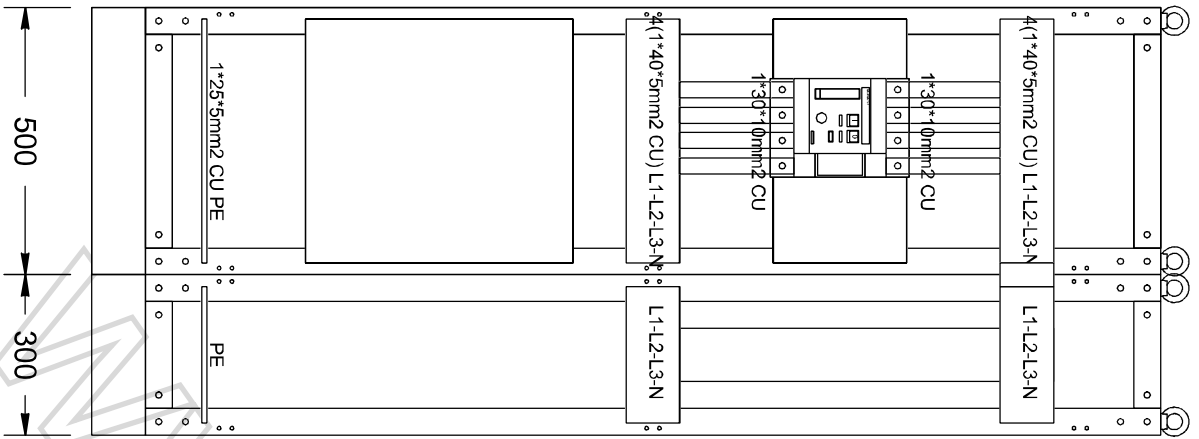 4(1*40*5mm2 CU) L1-L2-L3-N
L1-L2-L3-N
1*30*10mm2 CU
1*30*10mm2 CU
4(1*40*5mm2 CU) L1-L2-L3-N
L1-L2-L3-N
1*25*5mm2 CU PE
PE
500
300